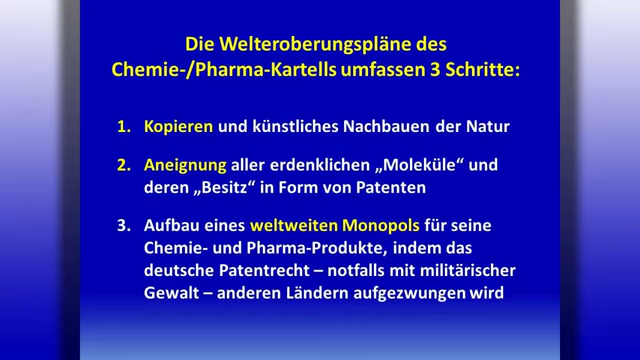 Die Welteroberungspläne des
Chemie-/Pharma-Kartells umfassen 3 Schritte:
1. Kopieren und künstliches Nachbauen der Natur
2. Aneignung aller erdenklichen „Moleküle“ und
deren „Besitz“ in Form von Patenten
3. Aufbau eines weltweiten Monopols für seine
Chemie- und Pharma-Produkte, indem das
deutsche Patentrecht – notfalls mit militärischer
Gewalt – anderen Ländern aufgezwungen wird